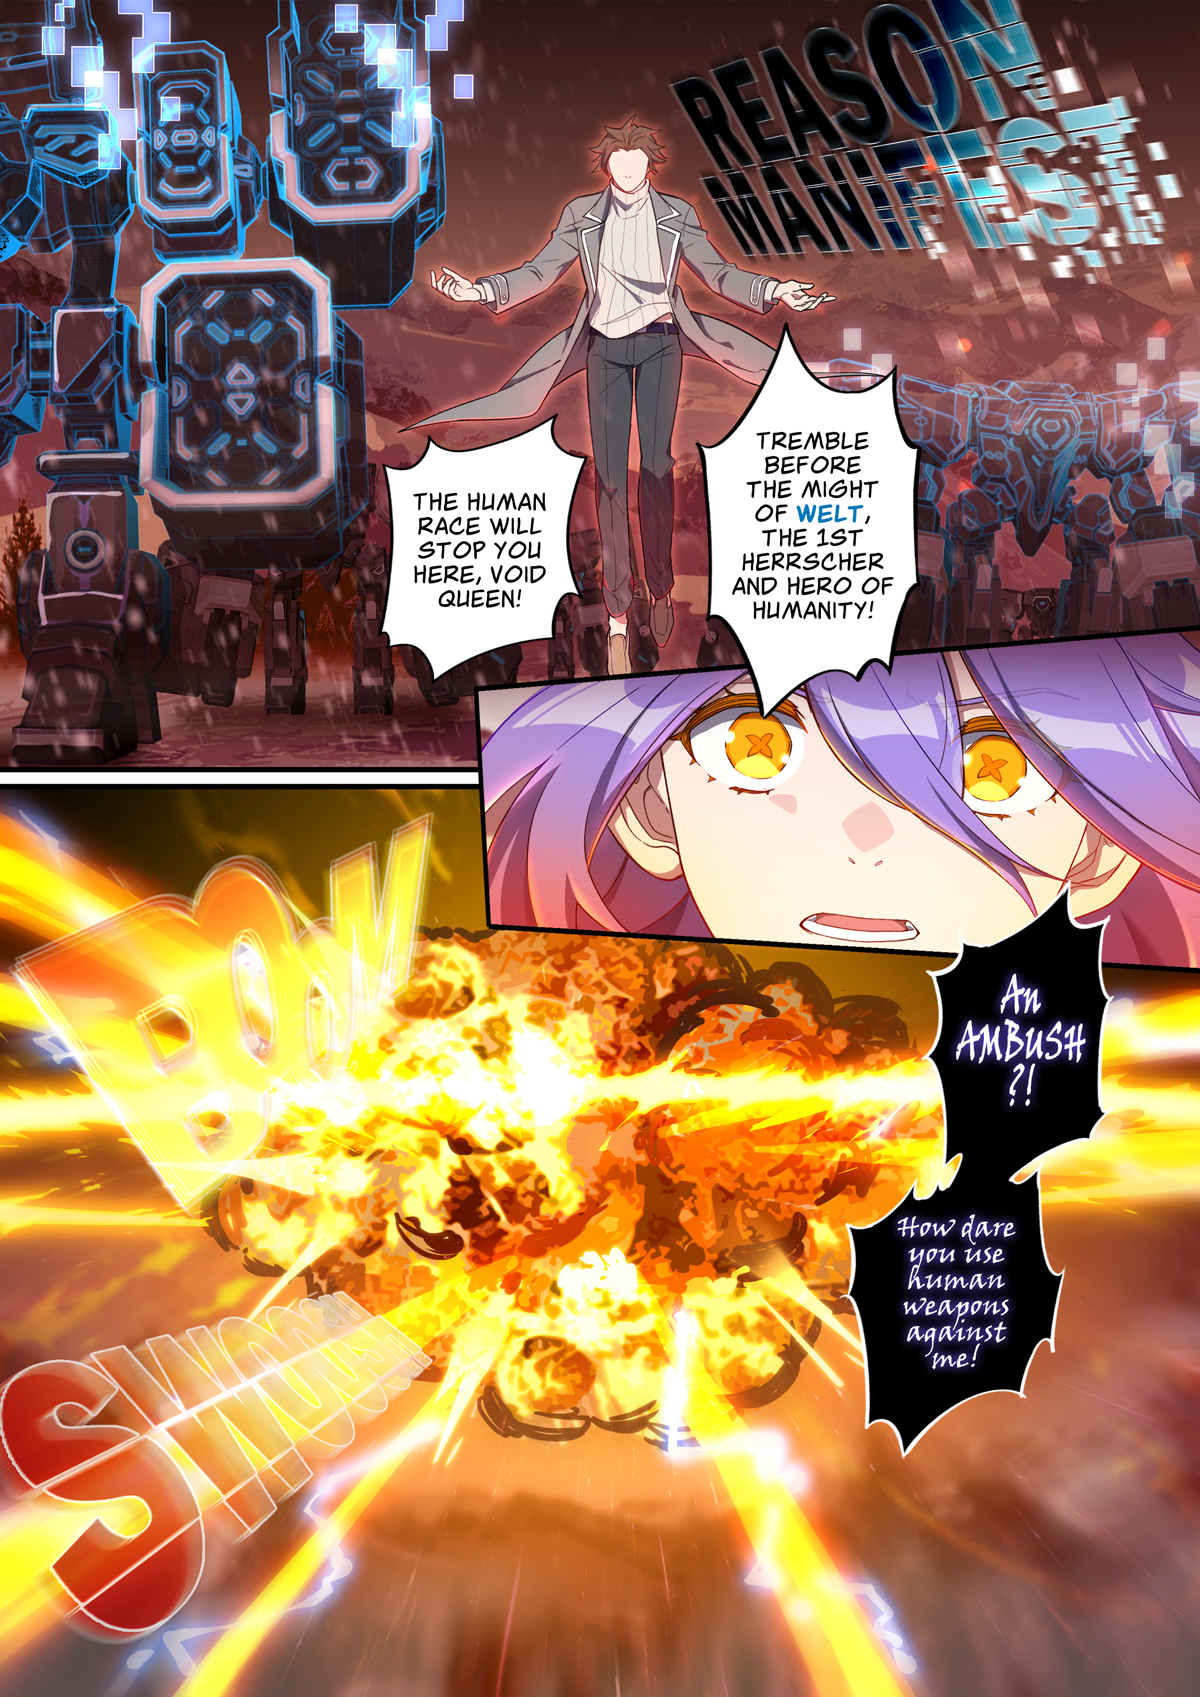 REASON
MANIFEST
TREMBLE
BEFORE
THE MIGHT
OF WELT,
THE 1ST
HERRSCHER
AND HERO OF
HUMANITY!
THE HUMAN
RACE WILL
STOP YOU
HERE, VOID
QUEEN!
BOOM
An
AMBUSH
?!
How dare
you use
human
weapons
against
me!
SWOOSH